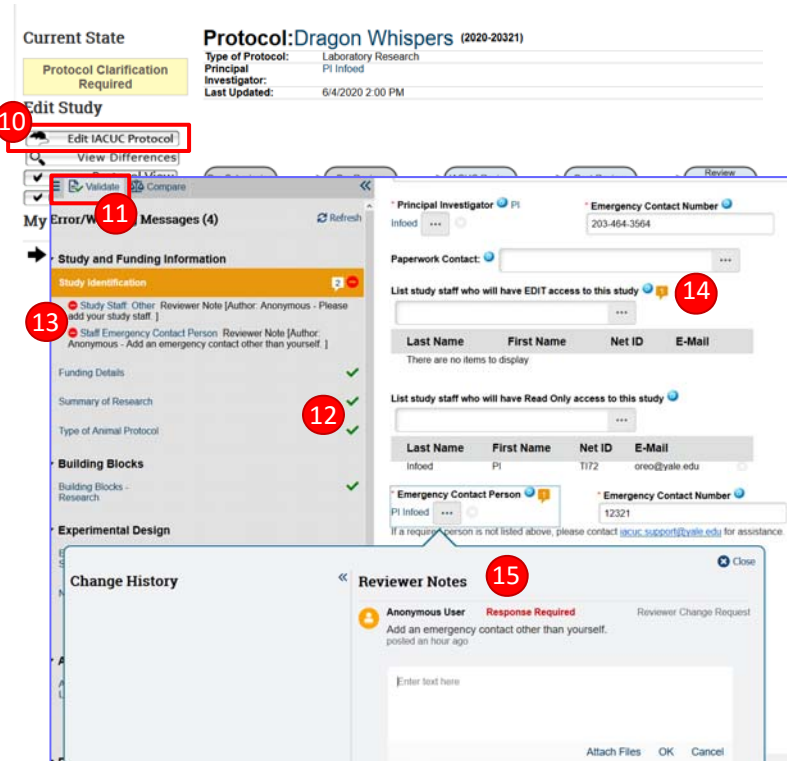 Current State
Protocol Clarification
Required
Protocol:Dragon Whispers (2020-20321)
Type of Protocol: Laboratory Research
Principal Investigator: PI Infoed
Last Updated: 6/4/2020 2:00 PM
Edit Study
10
Edit IACUC Protocol
View Differences
Review
My
Validate
Compare
11
Messages (4)
Refresh
Study and Funding Information
Study Identification
2
13
Study Staff: Other Reviewer Note [Author: Anonymous - Please
add your study staff. ]
Staff Emergency Contact Person Reviewer Note [Author:
Anonymous - Add an emergency contact other than yourself. ]
Funding Details
Summary of Research
12
Type of Animal Protocol
Building Blocks
Building Blocks -
Research
Experimental Design
* Principal Investigator PI
Infoed ...
* Emergency Contact Number
203-464-3564
Paperwork Contact:
...
List study staff who will have EDIT access to this study
14
...
Last Name First Name Net ID E-Mail
There are no items to display
List study staff who will have Read Only access to this study
...
Last Name First Name Net ID E-Mail
Infoed PI TI72 oreo@yale.edu
* Emergency Contact Person
PI Infoed ...
* Emergency Contact Number
12321
If a required person is not listed above, please contact iacuc.support@yale.edu for assistance.
Close
Change History
Reviewer Notes
15
Anonymous User Response Required Reviewer Change Request
Add an emergency contact other than yourself.
posted an hour ago
Enter text here
Attach Files OK Cancel